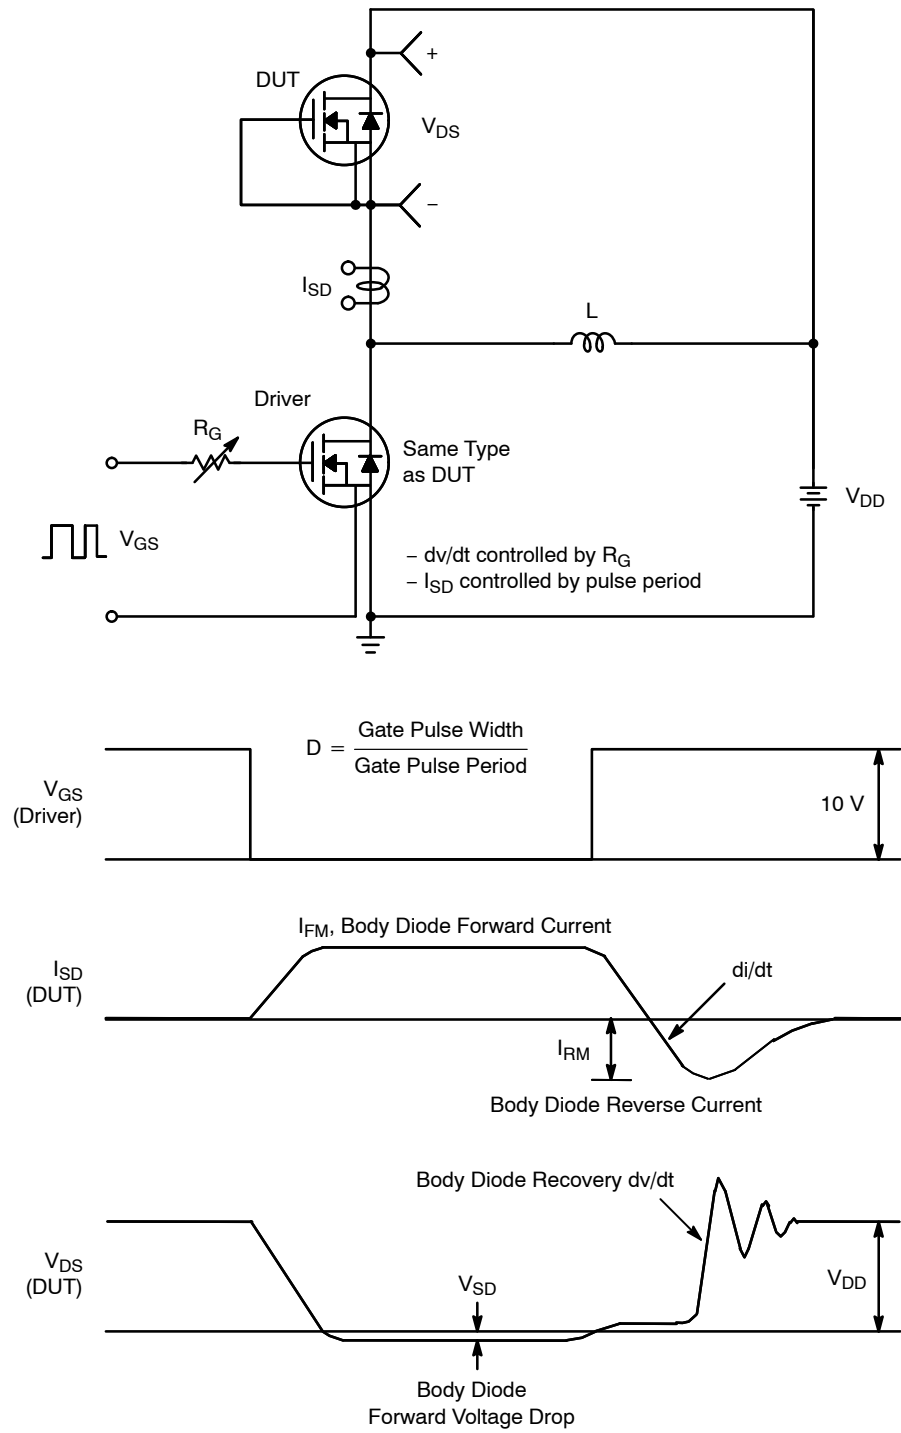 +
DUT
V_DS
−
I_SD
L
Driver
R_G
Same Type
as DUT
V_DD
V_GS
− dv/dt controlled by R_G
− I_SD controlled by pulse period
D = Gate Pulse Width
Gate Pulse Period
V_GS
(Driver)
10 V
I_FM, Body Diode Forward Current
I_SD
(DUT)
di/dt
I_RM
Body Diode Reverse Current
Body Diode Recovery dv/dt
V_DS
(DUT)
V_SD
V_DD
Body Diode
Forward Voltage Drop